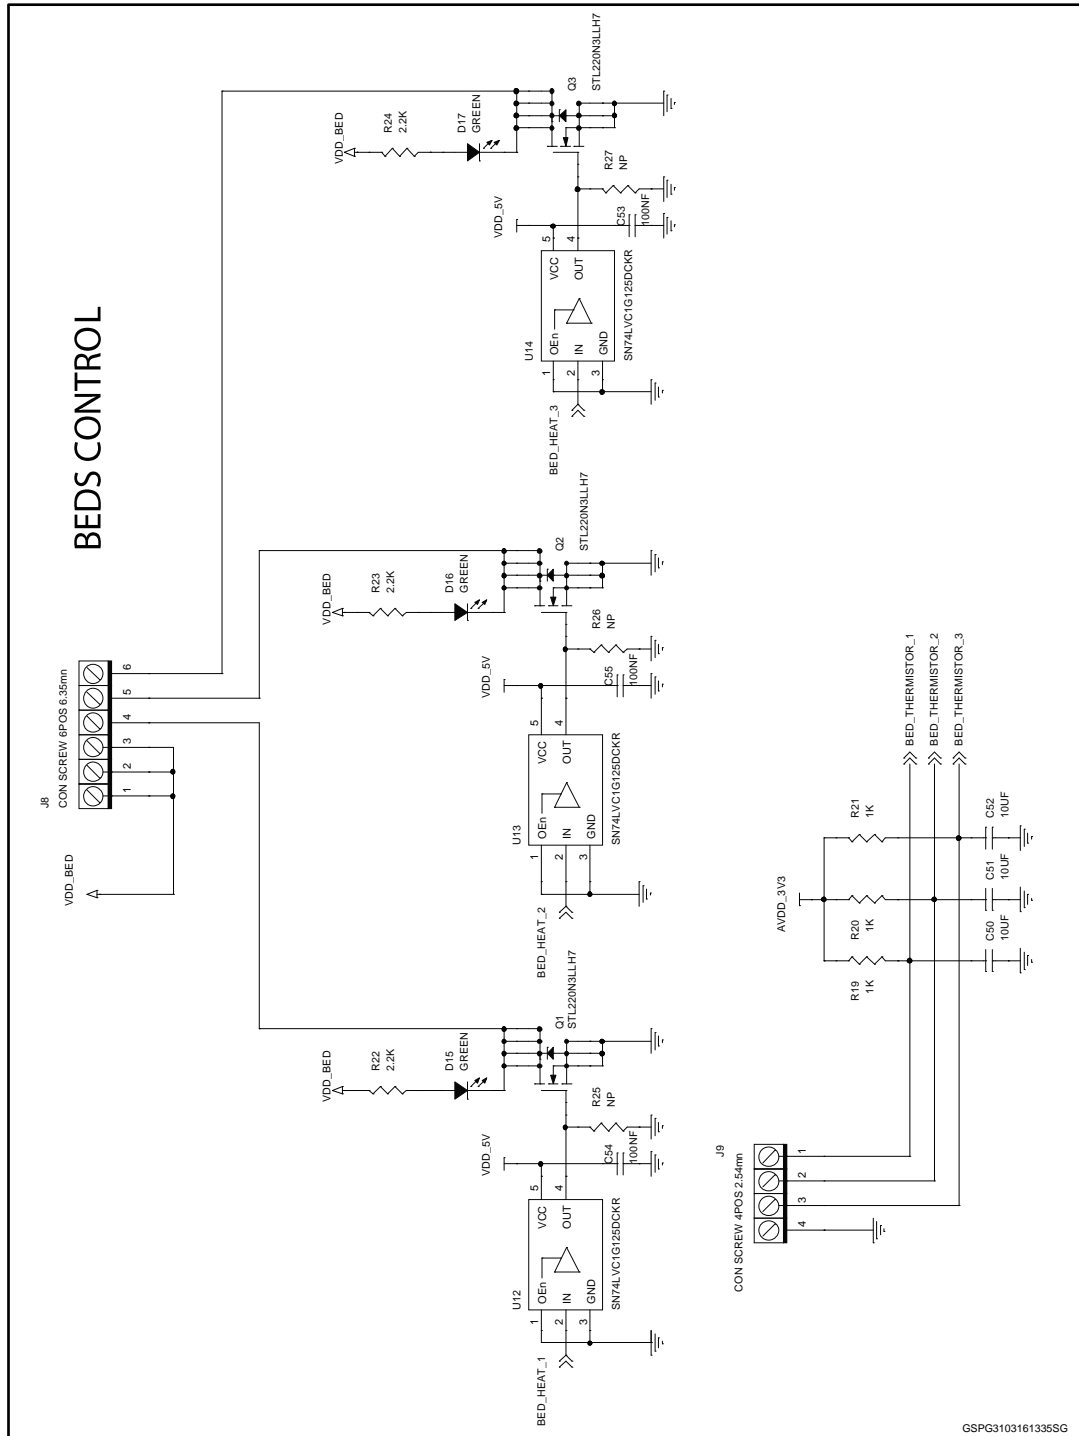 BEDS CONTROL
J8
CON SCREW 6POS 6.35mn
1
2
3
4
5
6
VDD_BED
VDD_BED
R22
2.2K
D15
GREEN
Q1
STL220N3LLH7
R25
NP
VDD_5V
C54
100NF
U12
OEn
IN
GND
VCC
OUT
1
2
3
5
4
SN74LVC1G125DCKR
BED_HEAT_1
VDD_BED
R23
2.2K
D16
GREEN
Q2
STL220N3LLH7
R26
NP
VDD_5V
C55
100NF
U13
OEn
IN
GND
VCC
OUT
1
2
3
5
4
SN74LVC1G125DCKR
BED_HEAT_2
VDD_BED
R24
2.2K
D17
GREEN
Q3
STL220N3LLH7
R27
NP
VDD_5V
C53
100NF
U14
OEn
IN
GND
VCC
OUT
1
2
3
5
4
SN74LVC1G125DCKR
BED_HEAT_3
J9
CON SCREW 4POS 2.54mn
4
3
2
1
AVDD_3V3
R19
1K
R20
1K
R21
1K
C50
10UF
C51
10UF
C52
10UF
BED_THERMISTOR_1
BED_THERMISTOR_2
BED_THERMISTOR_3
GSPG3103161335SG